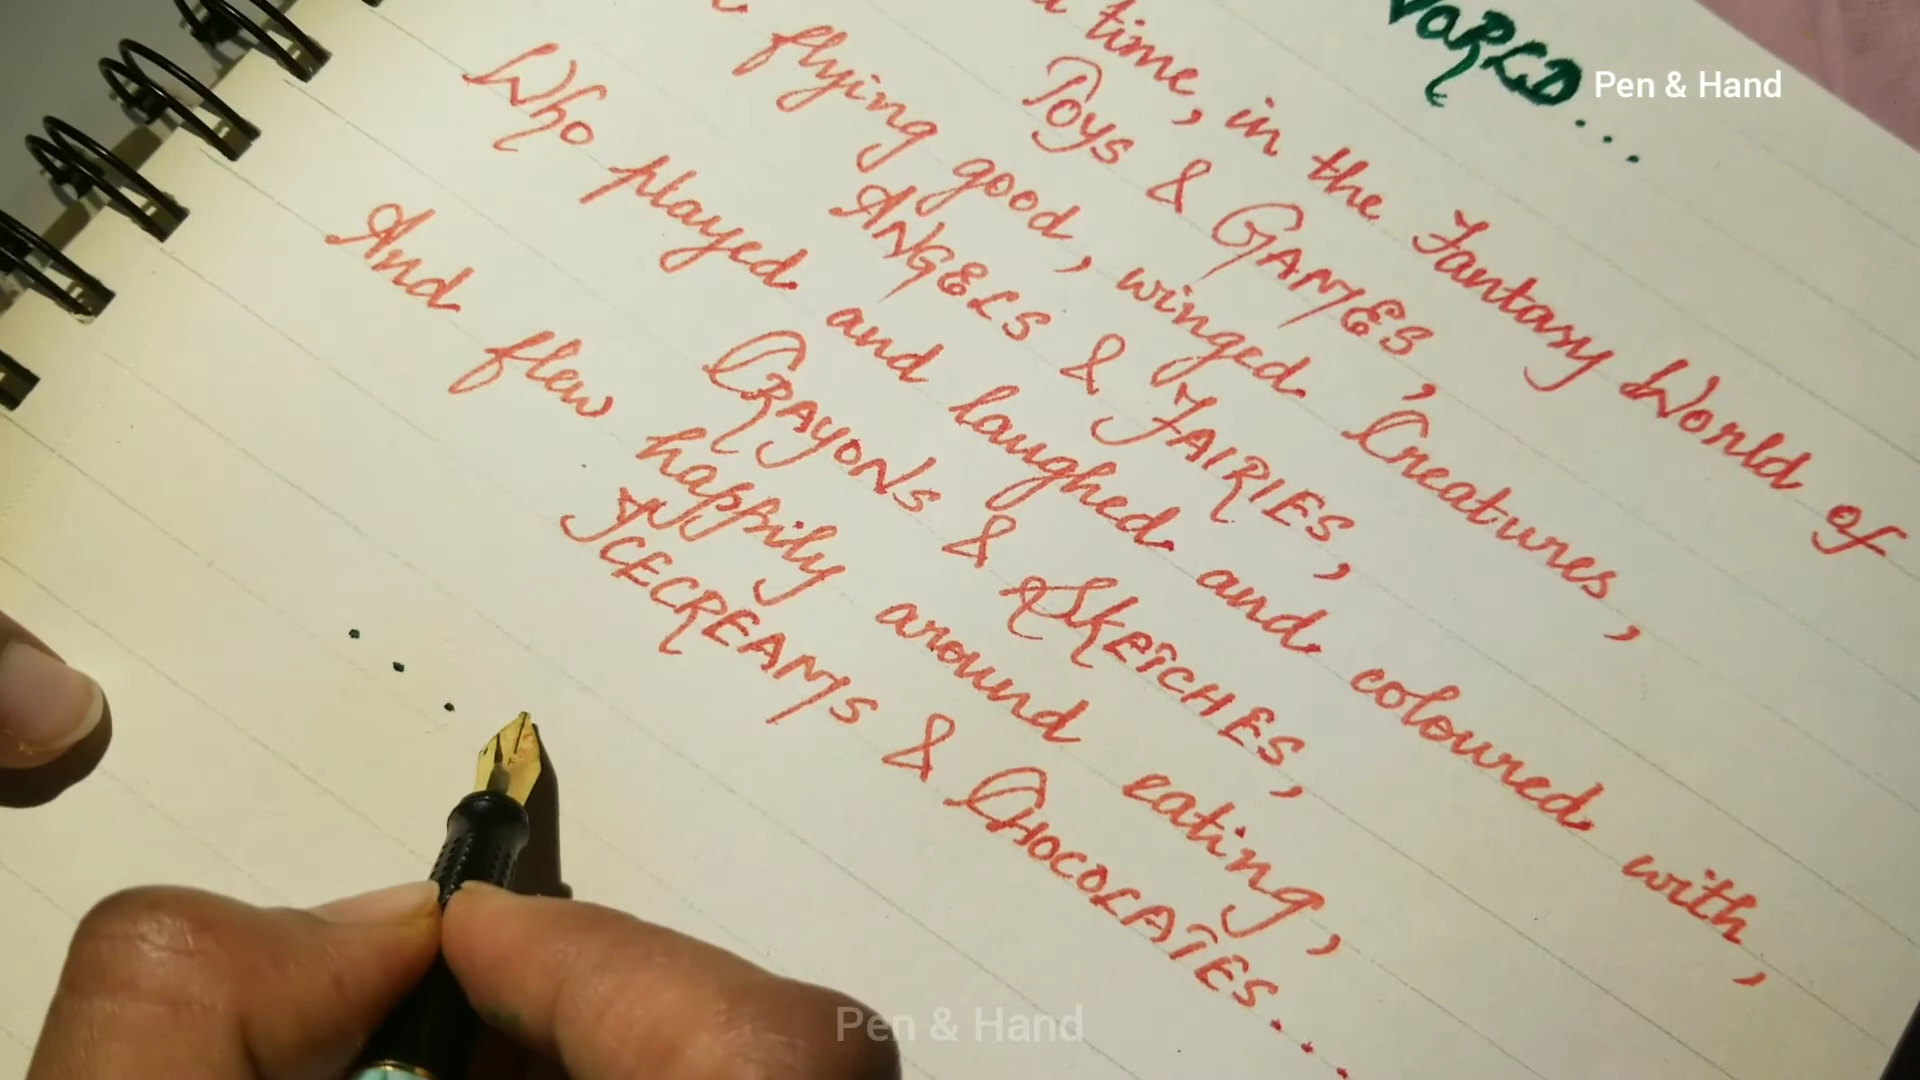 WORLD...
Pen & Hand
a time, in the Fantasy World of
Toys & GAMES,
flying good, winged Creatures,
ANGELS & FAIRIES,
Who played and laughed and coloured with,
CRAYONS & SKETCHES,
And flew happily around eating,
ICECREAMS & CHOCOLATES...
...
Pen & Hand